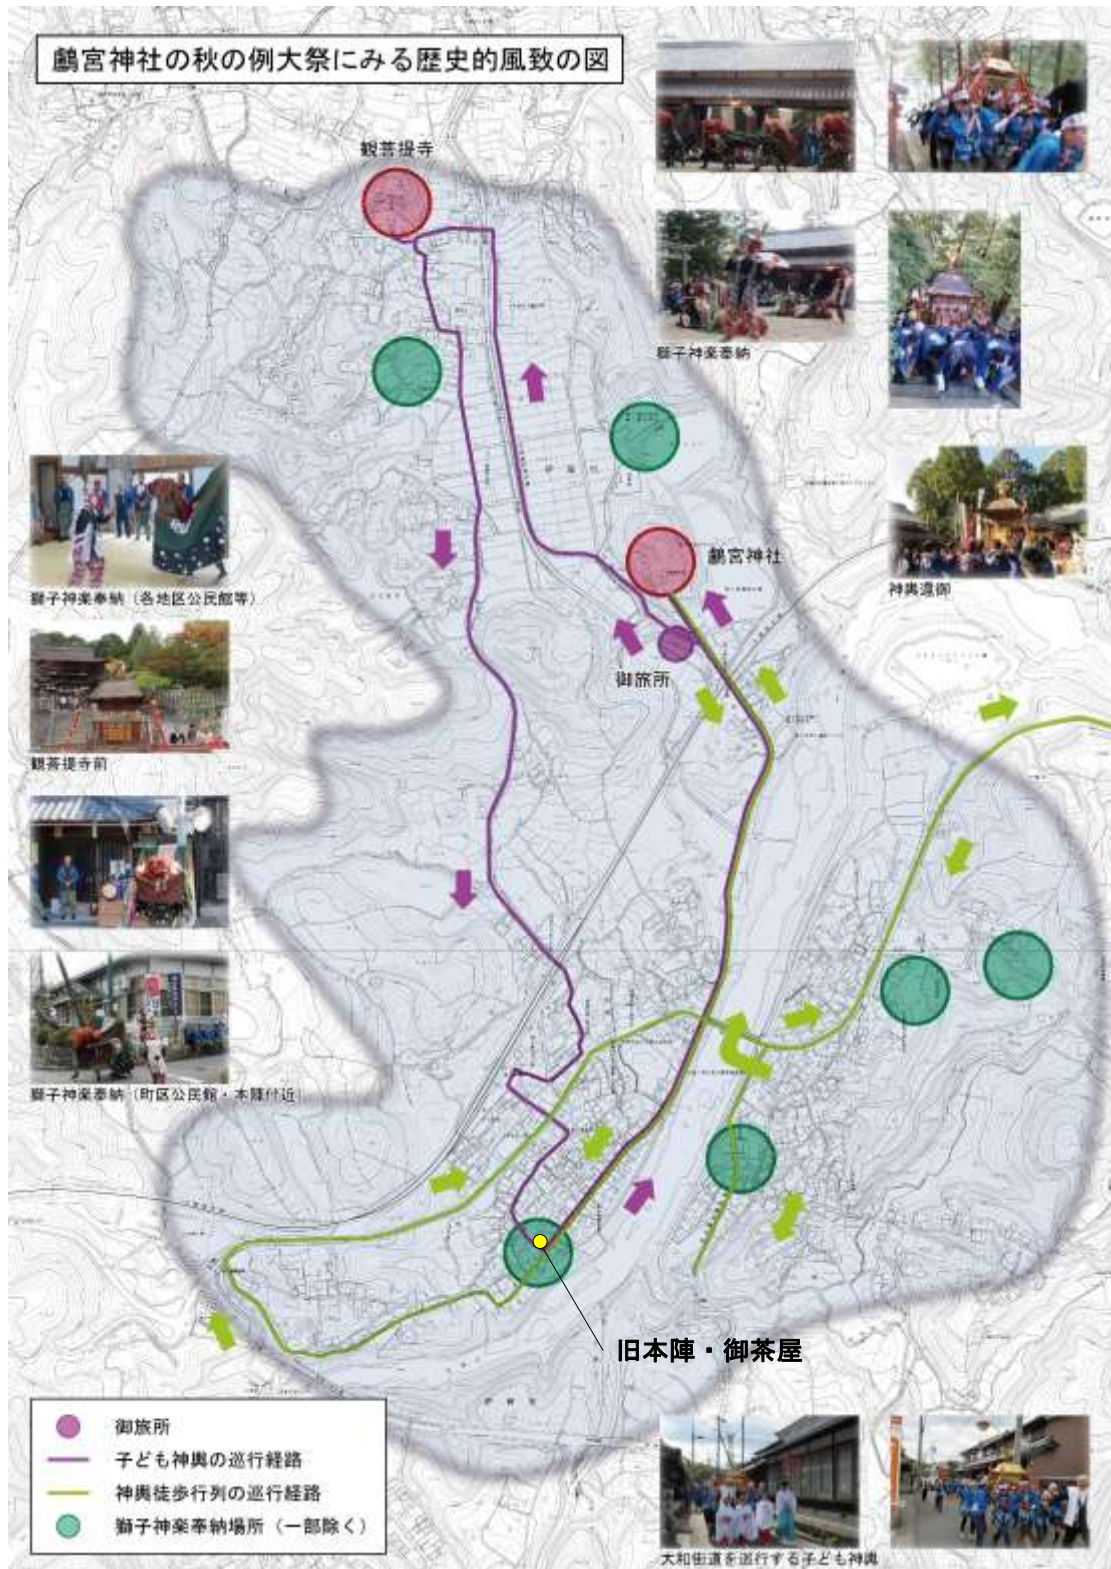 鸕宮神社の秋の例大祭にみる歴史的風致の図
観菩提寺
獅子神楽奉納
鸕宮神社
神輿還御
御旅所
獅子神楽奉納（各地区公民館等）
観菩提寺前
獅子神楽奉納（町区公民館・本陣付近）
旧本陣・御茶屋
御旅所
子ども神輿の巡行経路
神輿徒歩行列の巡行経路
獅子神楽奉納場所（一部除く）
大和街道を巡行する子ども神輿